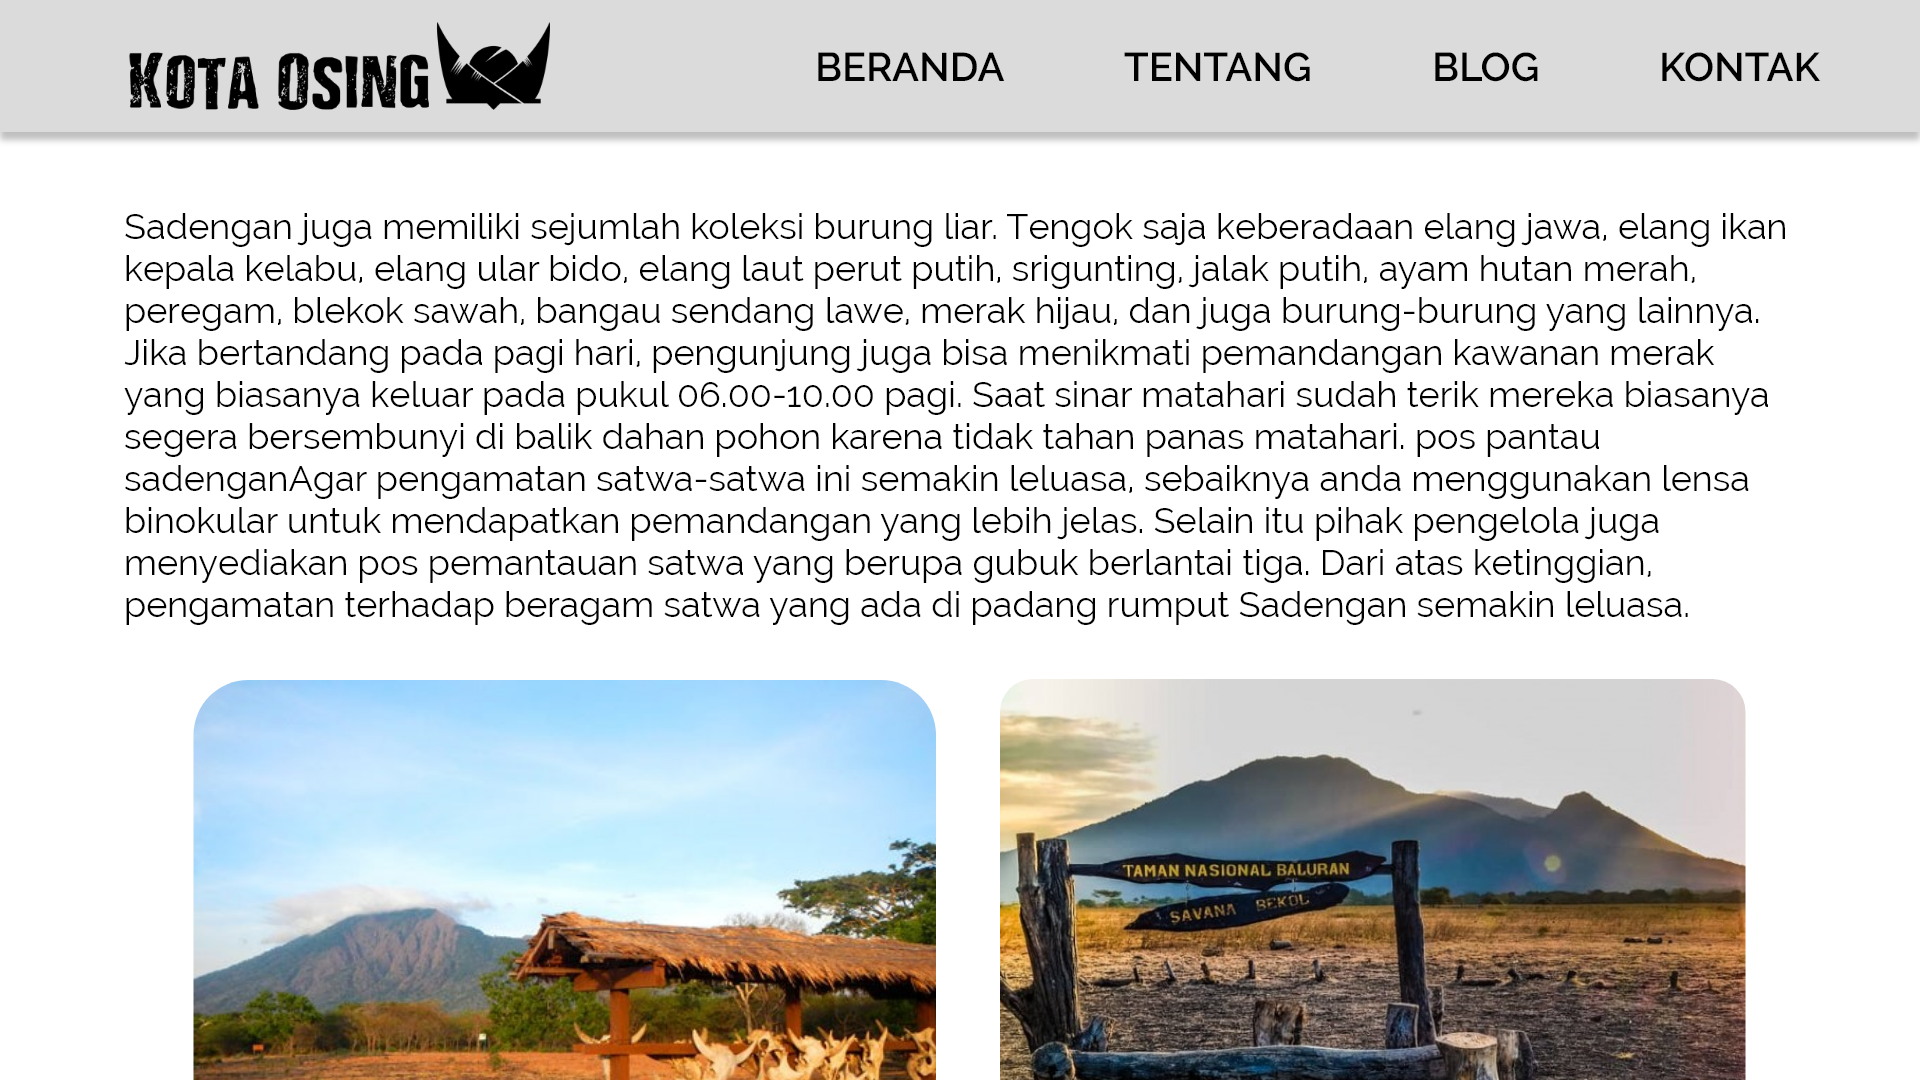 KOTA OSING
BERANDA TENTANG BLOG KONTAK
Sadengan juga memiliki sejumlah koleksi burung liar. Tengok saja keberadaan elang jawa, elang ikan
kepala kelabu, elang ular bido, elang laut perut putih, srigunting, jalak putih, ayam hutan merah,
peregam, blekok sawah, bangau sendang lawe, merak hijau, dan juga burung-burung yang lainnya.
Jika bertandang pada pagi hari, pengunjung juga bisa menikmati pemandangan kawanan merak
yang biasanya keluar pada pukul 06.00-10.00 pagi. Saat sinar matahari sudah terik mereka biasanya
segera bersembunyi di balik dahan pohon karena tidak tahan panas matahari. pos pantau
sadenganAgar pengamatan satwa-satwa ini semakin leluasa, sebaiknya anda menggunakan lensa
binokular untuk mendapatkan pemandangan yang lebih jelas. Selain itu pihak pengelola juga
menyediakan pos pemantauan satwa yang berupa gubuk berlantai tiga. Dari atas ketinggian,
pengamatan terhadap beragam satwa yang ada di padang rumput Sadengan semakin leluasa.
TAMAN NASIONAL BALURAN
SAVANA BEKOL